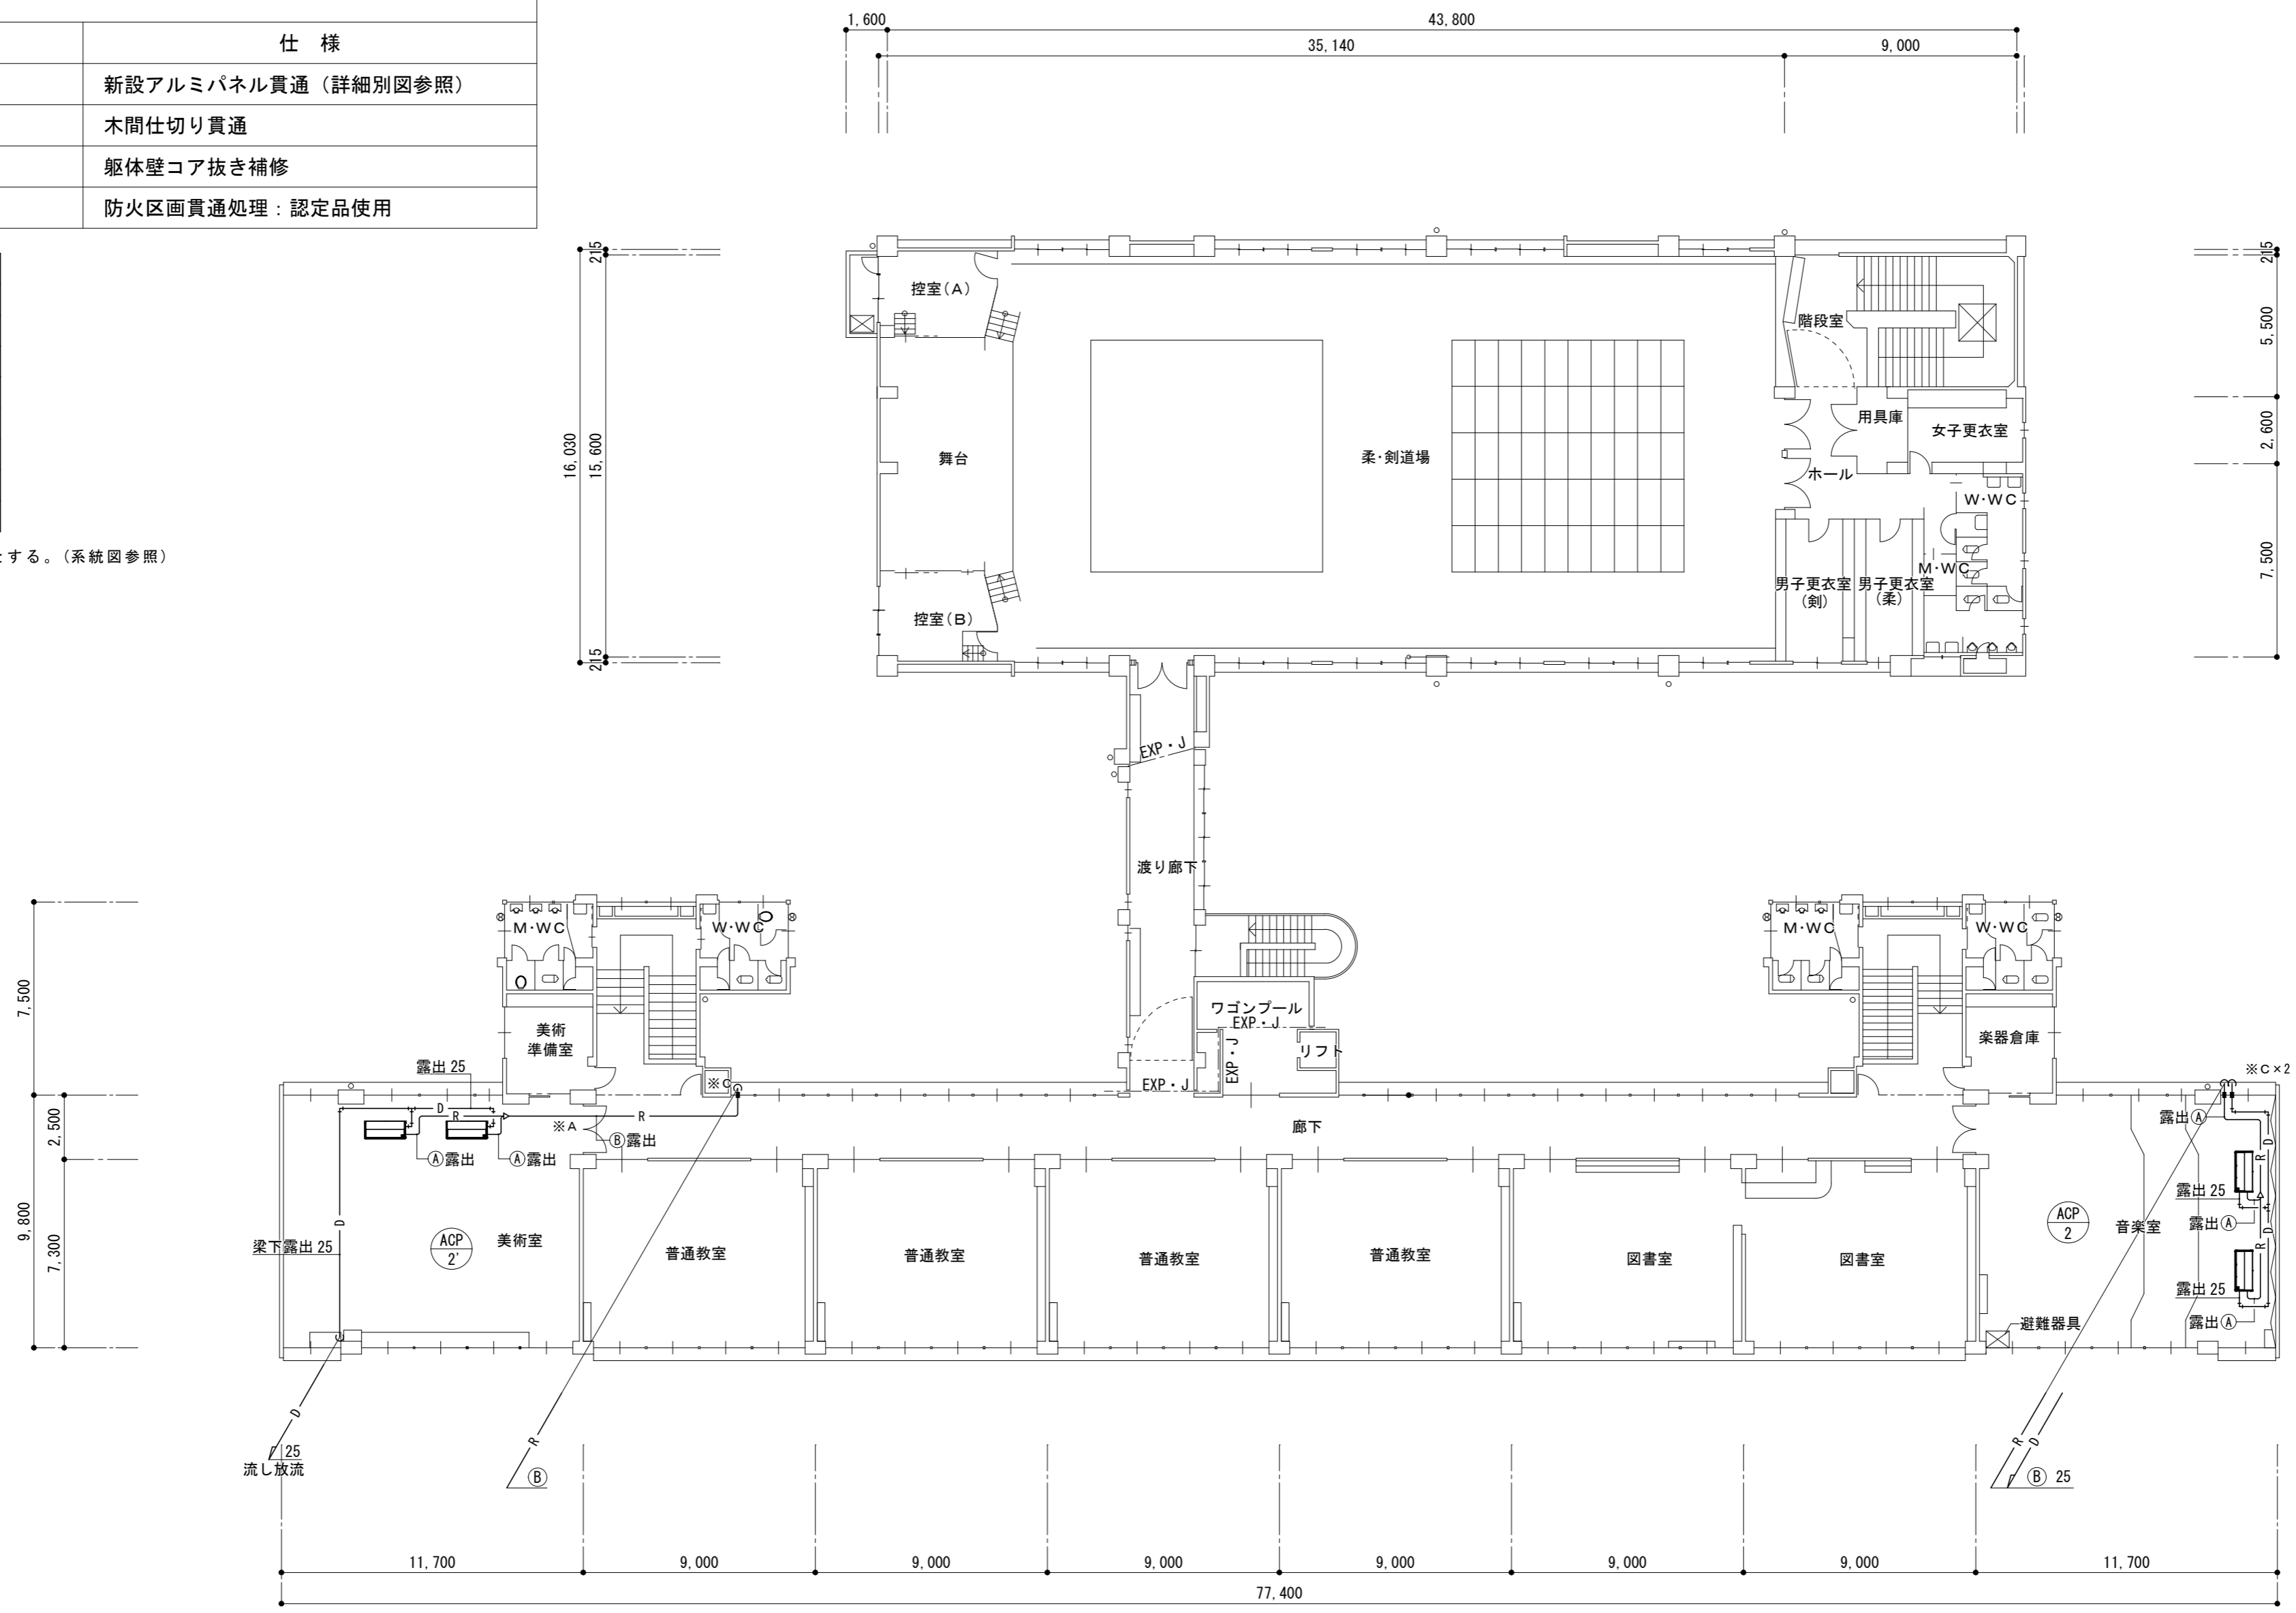 仕 様
新設アルミパネル貫通（詳細別図参照）
木間仕切り貫通
躯体壁コア抜き補修
防火区画貫通処理：認定品使用
とする。（系統図参照）
1,600
43,800
35,140
9,000
215
16,030
15,600
215
215
5,500
2,600
7,500
控室(A)
階段室
用具庫
女子更衣室
舞台
柔・剣道場
ホール
W・WC
M・WC
男子更衣室
(剣)
男子更衣室
(柔)
控室(B)
EXP・J
渡り廊下
7,500
M・WC
W・WC
M・WC
W・WC
美術
準備室
ワゴンプール
EXP・J
EXP・J
リフト
EXP・J
楽器倉庫
露出 25
※C
※C×2
2,500
9,800
7,300
D
R
R
※A
Ⓑ露出
Ⓐ露出
Ⓐ露出
廊下
露出Ⓐ
R
D
露出 25
露出Ⓐ
R
D
露出 25
露出Ⓐ
D
梁下露出 25
ACP
2'
美術室
普通教室
普通教室
普通教室
普通教室
図書室
図書室
ACP
2
音楽室
避難器具
D
25
流し放流
R
Ⓑ
R
D
Ⓑ 25
11,700
9,000
9,000
9,000
9,000
9,000
9,000
11,700
77,400